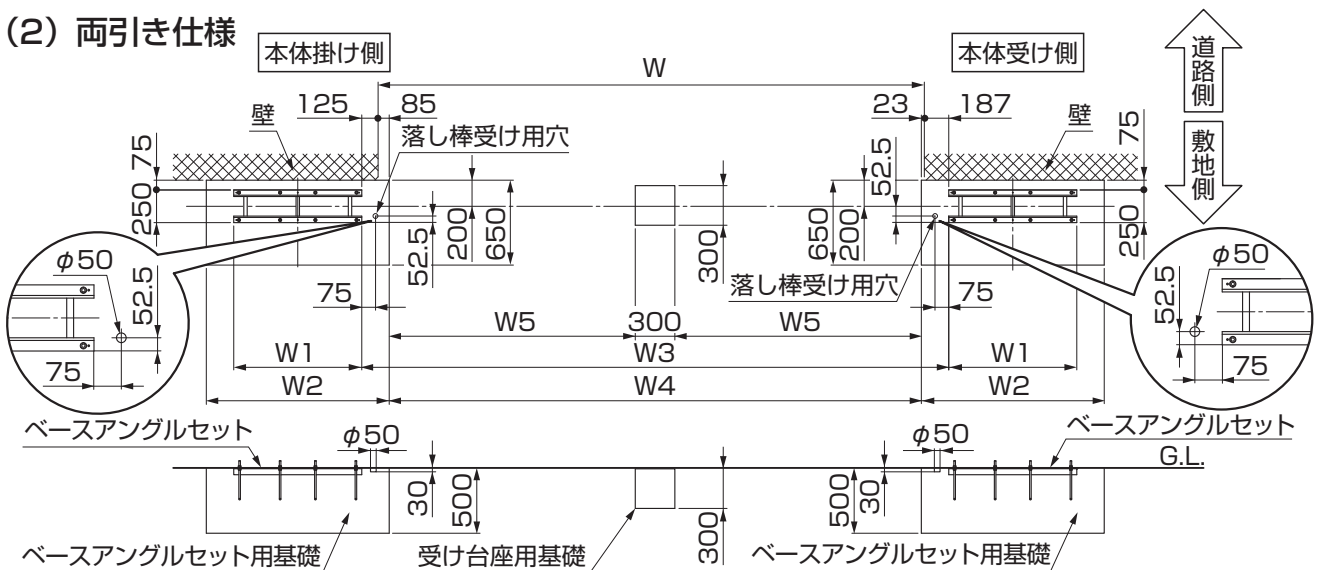 (2) 両引き仕様
本体掛け側
本体受け側
道路側
敷地側
W
125
85
23
187
壁
壁
落し棒受け用穴
75
250
52.5
200
650
300
52.5
650
200
75
250
落し棒受け用穴
φ50
52.5
75
75
75
φ50
52.5
75
W5
300
W5
W1
W3
W1
W2
W4
W2
ベースアングルセット
φ50
φ50
ベースアングルセット
G.L.
30
500
300
500
30
ベースアングルセット用基礎
受け台座用基礎
ベースアングルセット用基礎